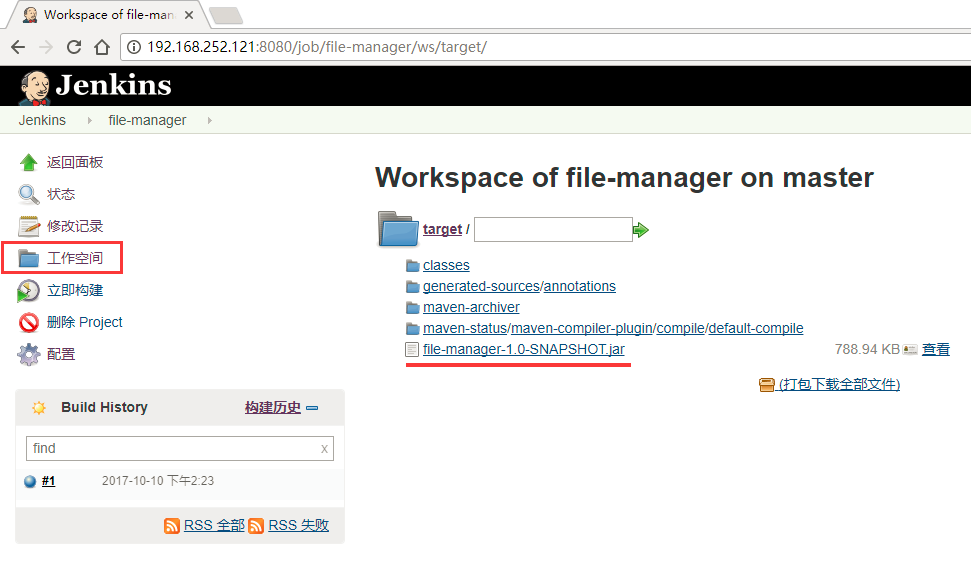 Workspace of file-man
192.168.252.121:8080/job/file-manager/ws/target/
Jenkins
Jenkins file-manager
返回面板
状态
修改记录
工作空间
立即构建
删除 Project
配置
Workspace of file-manager on master
target /
classes
generated-sources/annotations
maven-archiver
maven-status/maven-compiler-plugin/compile/default-compile
file-manager-1.0-SNAPSHOT.jar 788.94 KB 查看
(打包下载全部文件)
Build History 构建历史
find x
#1 2017-10-10 下午2:23
RSS 全部 RSS 失败